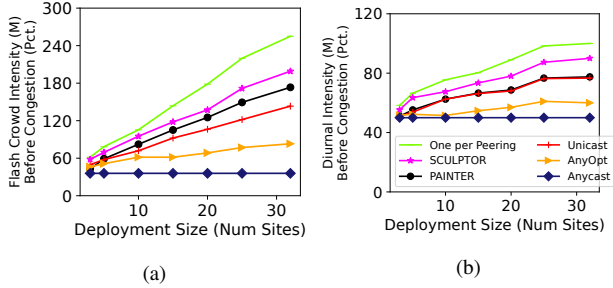 Flash Crowd Intensity (M)
Before Congestion (Pct.)
240
180
120
60
0
10
20
30
Deployment Size (Num Sites)
(a)
Diurnal Intensity (M)
Before Congestion (Pct.)
120
80
40
0
One per Peering
SCULPTOR
PAINTER
Unicast
AnyOpt
Anycast
10
20
30
Deployment Size (Num Sites)
(b)